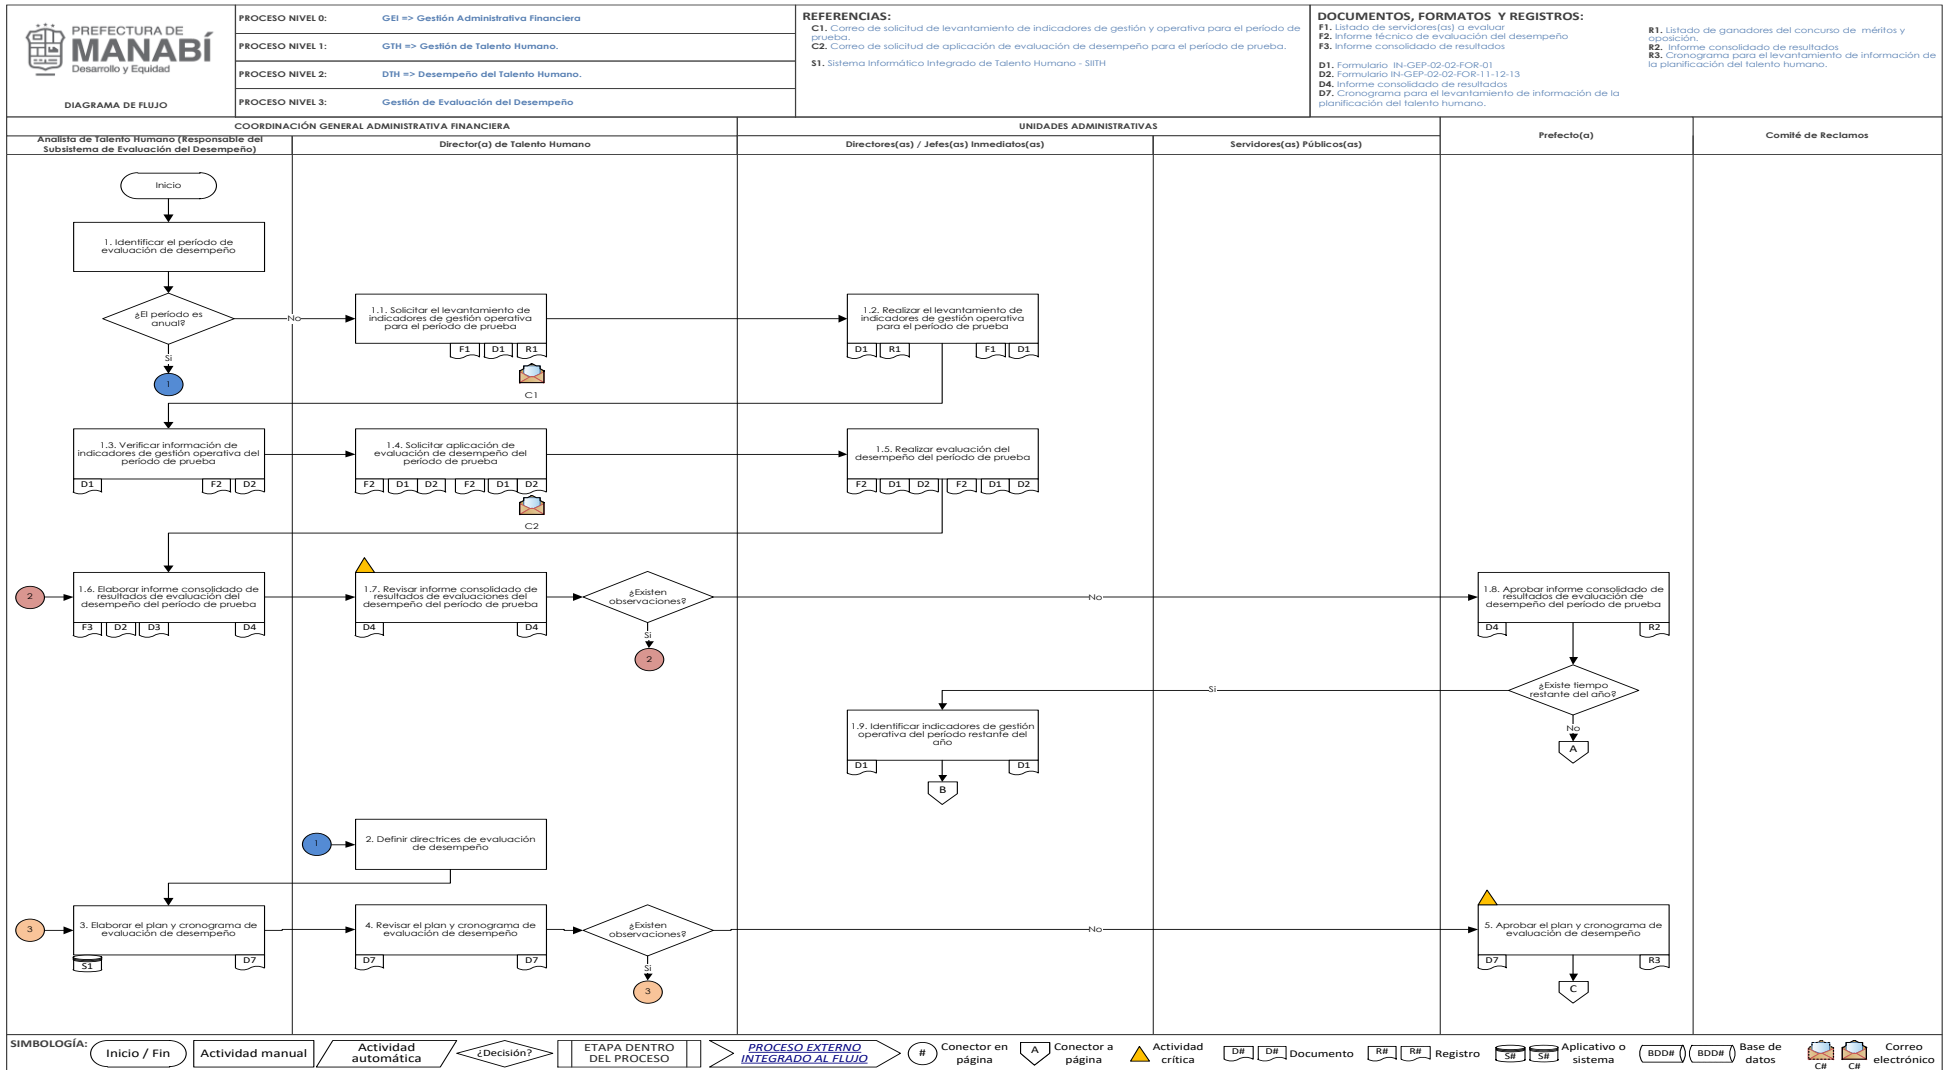 PREFECTURA DE
MANABÍ
Desarrollo y Equidad
DIAGRAMA DE FLUJO
PROCESO NIVEL 0: GEI => Gestión Administrativa Financiera
PROCESO NIVEL 1: GTH => Gestión de Talento Humano.
PROCESO NIVEL 2: DTH => Desempeño del Talento Humano.
PROCESO NIVEL 3: Gestión de Evaluación del Desempeño
REFERENCIAS:
C1. Correo de solicitud de levantamiento de indicadores de gestión y operativa para el período de
prueba.
C2. Correo de solicitud de aplicación de evaluación de desempeño para el período de prueba.
S1. Sistema Informático Integrado de Talento Humano - SIITH
DOCUMENTOS, FORMATOS Y REGISTROS:
F1. Listado de servidores(as) a evaluar
F2. Informe técnico de evaluación del desempeño
F3. Informe consolidado de resultados
D1. Formulario IN-GEP-02-02-FOR-01
D2. Formulario IN-GEP-02-02-FOR-11-12-13
D4. Informe consolidado de resultados
D7. Cronograma para el levantamiento de información de la
planificación del talento humano.
R1. Listado de ganadores del concurso de méritos y
oposición.
R2. Informe consolidado de resultados
R3. Cronograma para el levantamiento de información de
la planificación del talento humano.
COORDINACIÓN GENERAL ADMINISTRATIVA FINANCIERA
UNIDADES ADMINISTRATIVAS
Prefecto(a)
Comité de Reclamos
Analista de Talento Humano (Responsable del
Subsistema de Evaluación del Desempeño)
Director(a) de Talento Humano
Directores(as) / Jefes(as) Inmediatos(as)
Servidores(as) Públicos(as)
Inicio
1. Identificar el período de
evaluación de desempeño
¿El período es
anual?
No
Si
1
1.1. Solicitar el levantamiento de
indicadores de gestión operativa
para el período de prueba
F1 D1 R1
C1
1.2. Realizar el levantamiento de
indicadores de gestión operativa
para el período de prueba
D1 R1 F1 D1
1.3. Verificar información de
indicadores de gestión operativa del
período de prueba
D1 F2 D2
1.4. Solicitar aplicación de
evaluación de desempeño del
período de prueba
F2 D1 D2 F2 D1 D2
C2
1.5. Realizar evaluación del
desempeño del período de prueba
F2 D1 D2 F2 D1 D2
2
1.6. Elaborar informe consolidado de
resultados de evaluación del
desempeño del período de prueba
F3 D2 D3 D4
1.7. Revisar informe consolidado de
resultados de evaluaciones del
desempeño del período de prueba
D4 D4
¿Existen
observaciones?
No
Si
2
1.8. Aprobar informe consolidado de
resultados de evaluación de
desempeño del período de prueba
D4 R2
¿Existe tiempo
restante del año?
Si
No
A
1.9. Identificar indicadores de gestión
operativa del período restante del
año
D1 D1
B
1
2. Definir directrices de evaluación
de desempeño
3
3. Elaborar el plan y cronograma de
evaluación de desempeño
S1 D7
4. Revisar el plan y cronograma de
evaluación de desempeño
D7 D7
¿Existen
observaciones?
No
Si
3
5. Aprobar el plan y cronograma de
evaluación de desempeño
D7 R3
C
SIMBOLOGÍA:
Inicio / Fin
Actividad manual
Actividad
automática
¿Decisión?
ETAPA DENTRO
DEL PROCESO
PROCESO EXTERNO
INTEGRADO AL FLUJO
# Conector en
página
A Conector a
página
Actividad
crítica
D# D# Documento
R# R# Registro
S# S# Aplicativo o
sistema
BDD# BDD# Base de
datos
C# C# Correo
electrónico